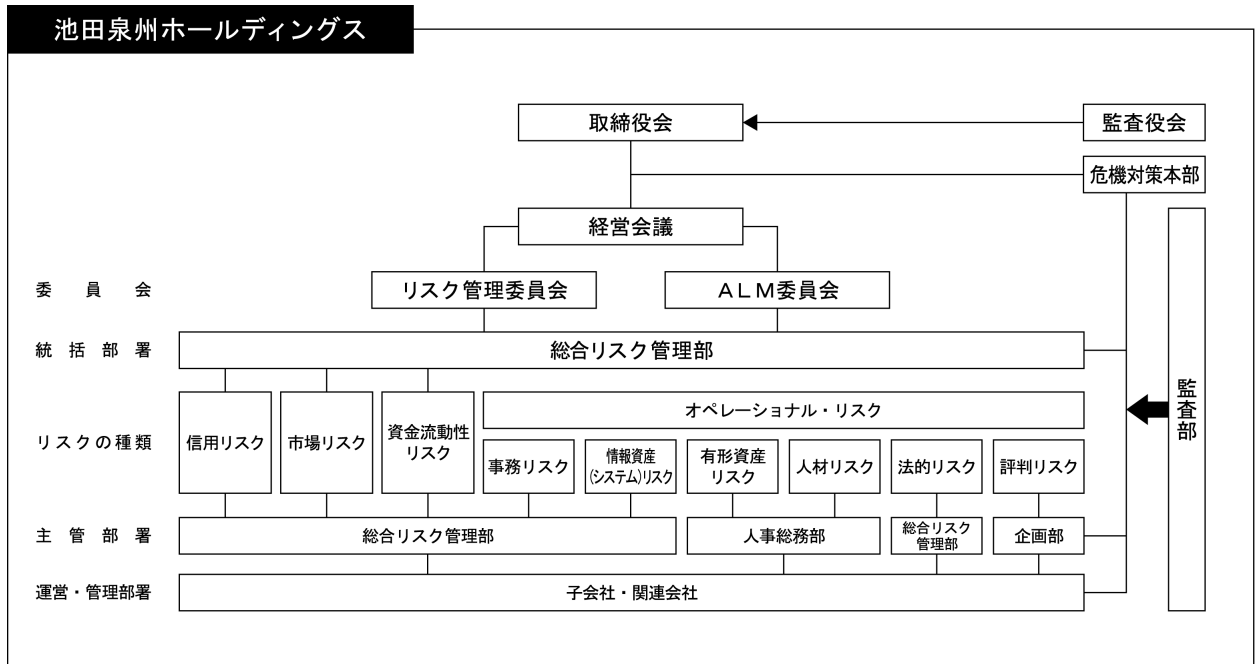 池田泉州ホールディングス
取締役会
監査役会
危機対策本部
経営会議
委員会
リスク管理委員会
ALM委員会
統括部署
総合リスク管理部
監査部
リスクの種類
信用リスク
市場リスク
資金流動性
リスク
オペレーショナル・リスク
事務リスク
情報資産
(システム)リスク
有形資産
リスク
人材リスク
法的リスク
評判リスク
主管部署
総合リスク管理部
人事総務部
総合リスク
管理部
企画部
運営・管理部署
子会社・関連会社